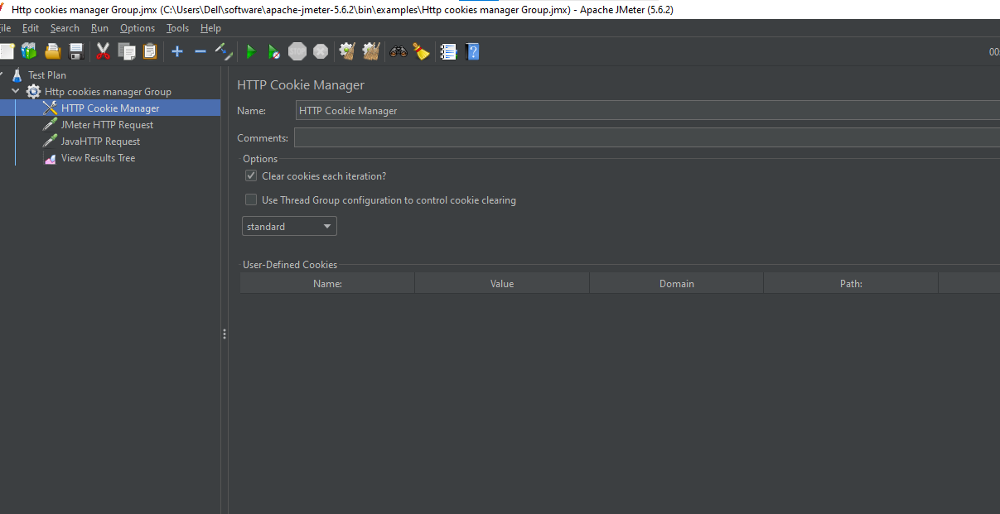 Http cookies manager Group.jmx (C:\Users\Dell\software\apache-jmeter-5.6.2\bin\examples\Http cookies manager Group.jmx) - Apache JMeter (5.6.2)
ile Edit Search Run Options Tools Help
STOP
?
00:
Test Plan
Http cookies manager Group
HTTP Cookie Manager
JMeter HTTP Request
JavaHTTP Request
View Results Tree
HTTP Cookie Manager
Name: HTTP Cookie Manager
Comments:
Options
Clear cookies each iteration?
Use Thread Group configuration to control cookie clearing
standard
User-Defined Cookies
Name: Value Domain Path: